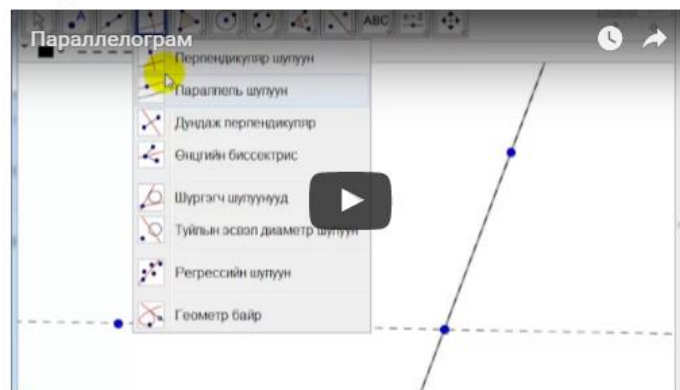 ABC
a=2
Параллелограм
Перпендикуляр шулуун
Параллель шулуун
Дундаж перпендикуляр
Өнцгийн биссектрис
Шүргэгч шулуунууд
Туйлын эсвэл диаметр шулуун
Регрессийн шулуун
Геометр байр